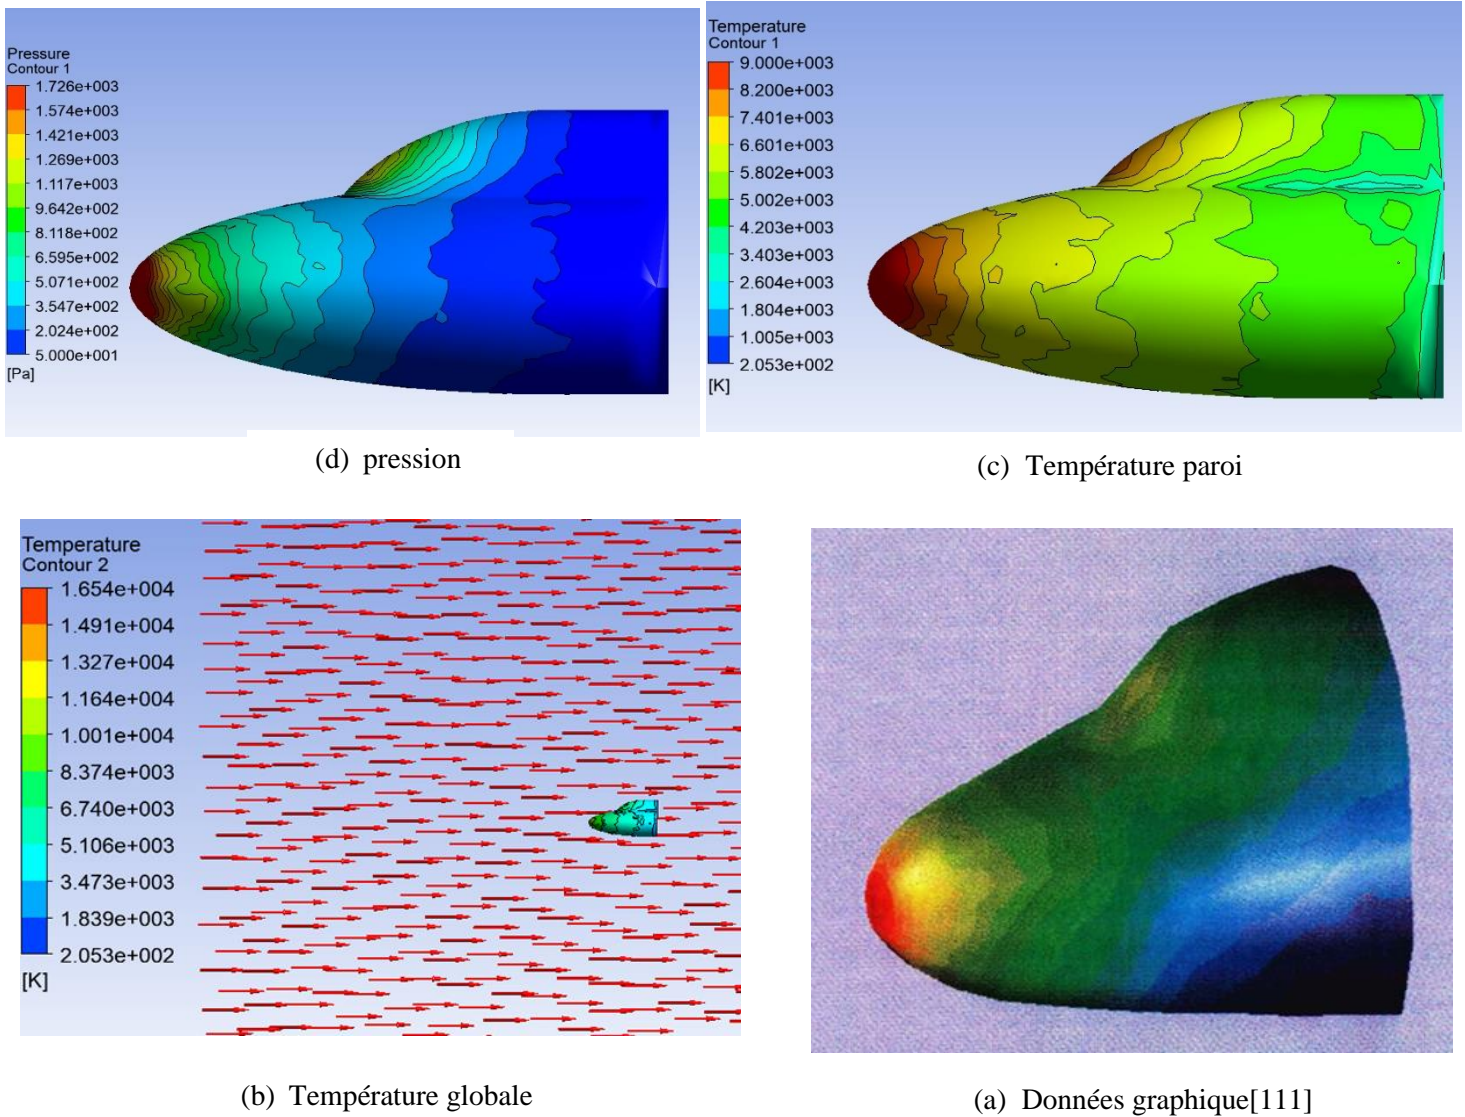 Pressure
Contour 1
1.726e+003
1.574e+003
1.421e+003
1.269e+003
1.117e+003
9.642e+002
8.118e+002
6.595e+002
5.071e+002
3.547e+002
2.024e+002
5.000e+001
[Pa]
(d) pression
Temperature
Contour 1
9.000e+003
8.200e+003
7.401e+003
6.601e+003
5.802e+003
5.002e+003
4.203e+003
3.403e+003
2.604e+003
1.804e+003
1.005e+003
2.053e+002
[K]
(c) Température paroi
Temperature
Contour 2
1.654e+004
1.491e+004
1.327e+004
1.164e+004
1.001e+004
8.374e+003
6.740e+003
5.106e+003
3.473e+003
1.839e+003
2.053e+002
[K]
(b) Température globale
(a) Données graphique[111]